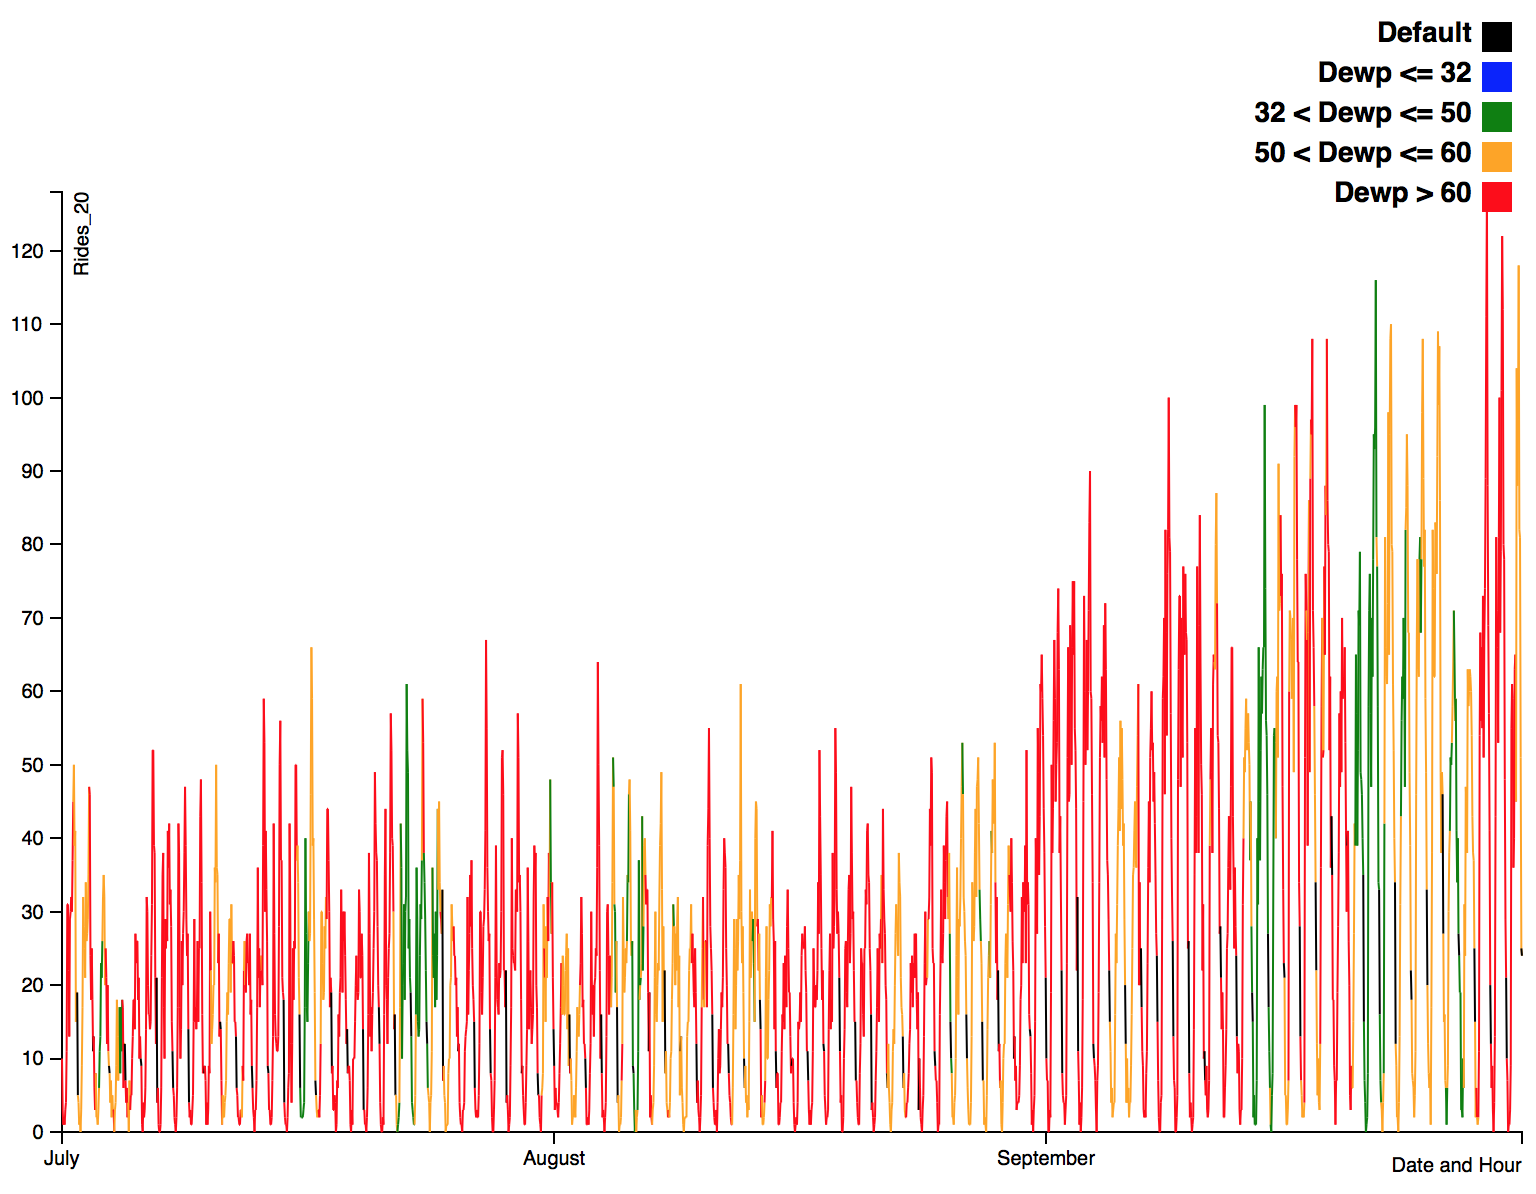 Default
Dewp <= 32
32 < Dewp <= 50
50 < Dewp <= 60
Dewp > 60
Rides_20
120
110
100
90
80
70
60
50
40
30
20
10
0
July
August
September
Date and Hour